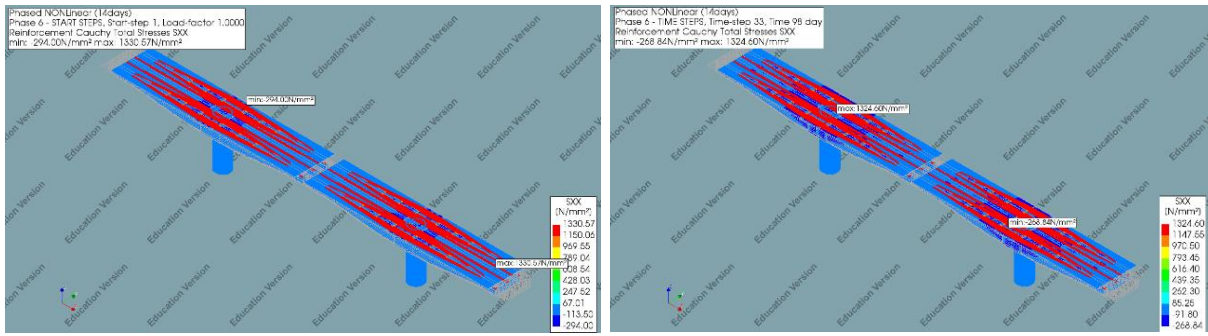 Phased NONLinear (14days)
Phase 6 - START STEPS, Start-step 1, Load-factor 1.0000
Reinforcement Cauchy Total Stresses SXX
min: -294.00N/mm² max: 1330.57N/mm²
min:-294.00N/mm²
max:1330.57N/mm²
SXX
[N/mm²]
1330.57
1150.06
969.55
789.04
608.54
428.03
247.52
67.01
-113.50
-294.00
Education Version
Phased NONLinear (14days)
Phase 6 - TIME STEPS, Time-step 33, Time 98 day
Reinforcement Cauchy Total Stresses SXX
min: -268.84N/mm² max: 1324.60N/mm²
max:1324.60N/mm²
min:-268.84N/mm²
SXX
[N/mm²]
1324.60
1147.55
970.50
793.45
616.40
439.35
262.30
85.25
-91.80
-268.84
Education Version